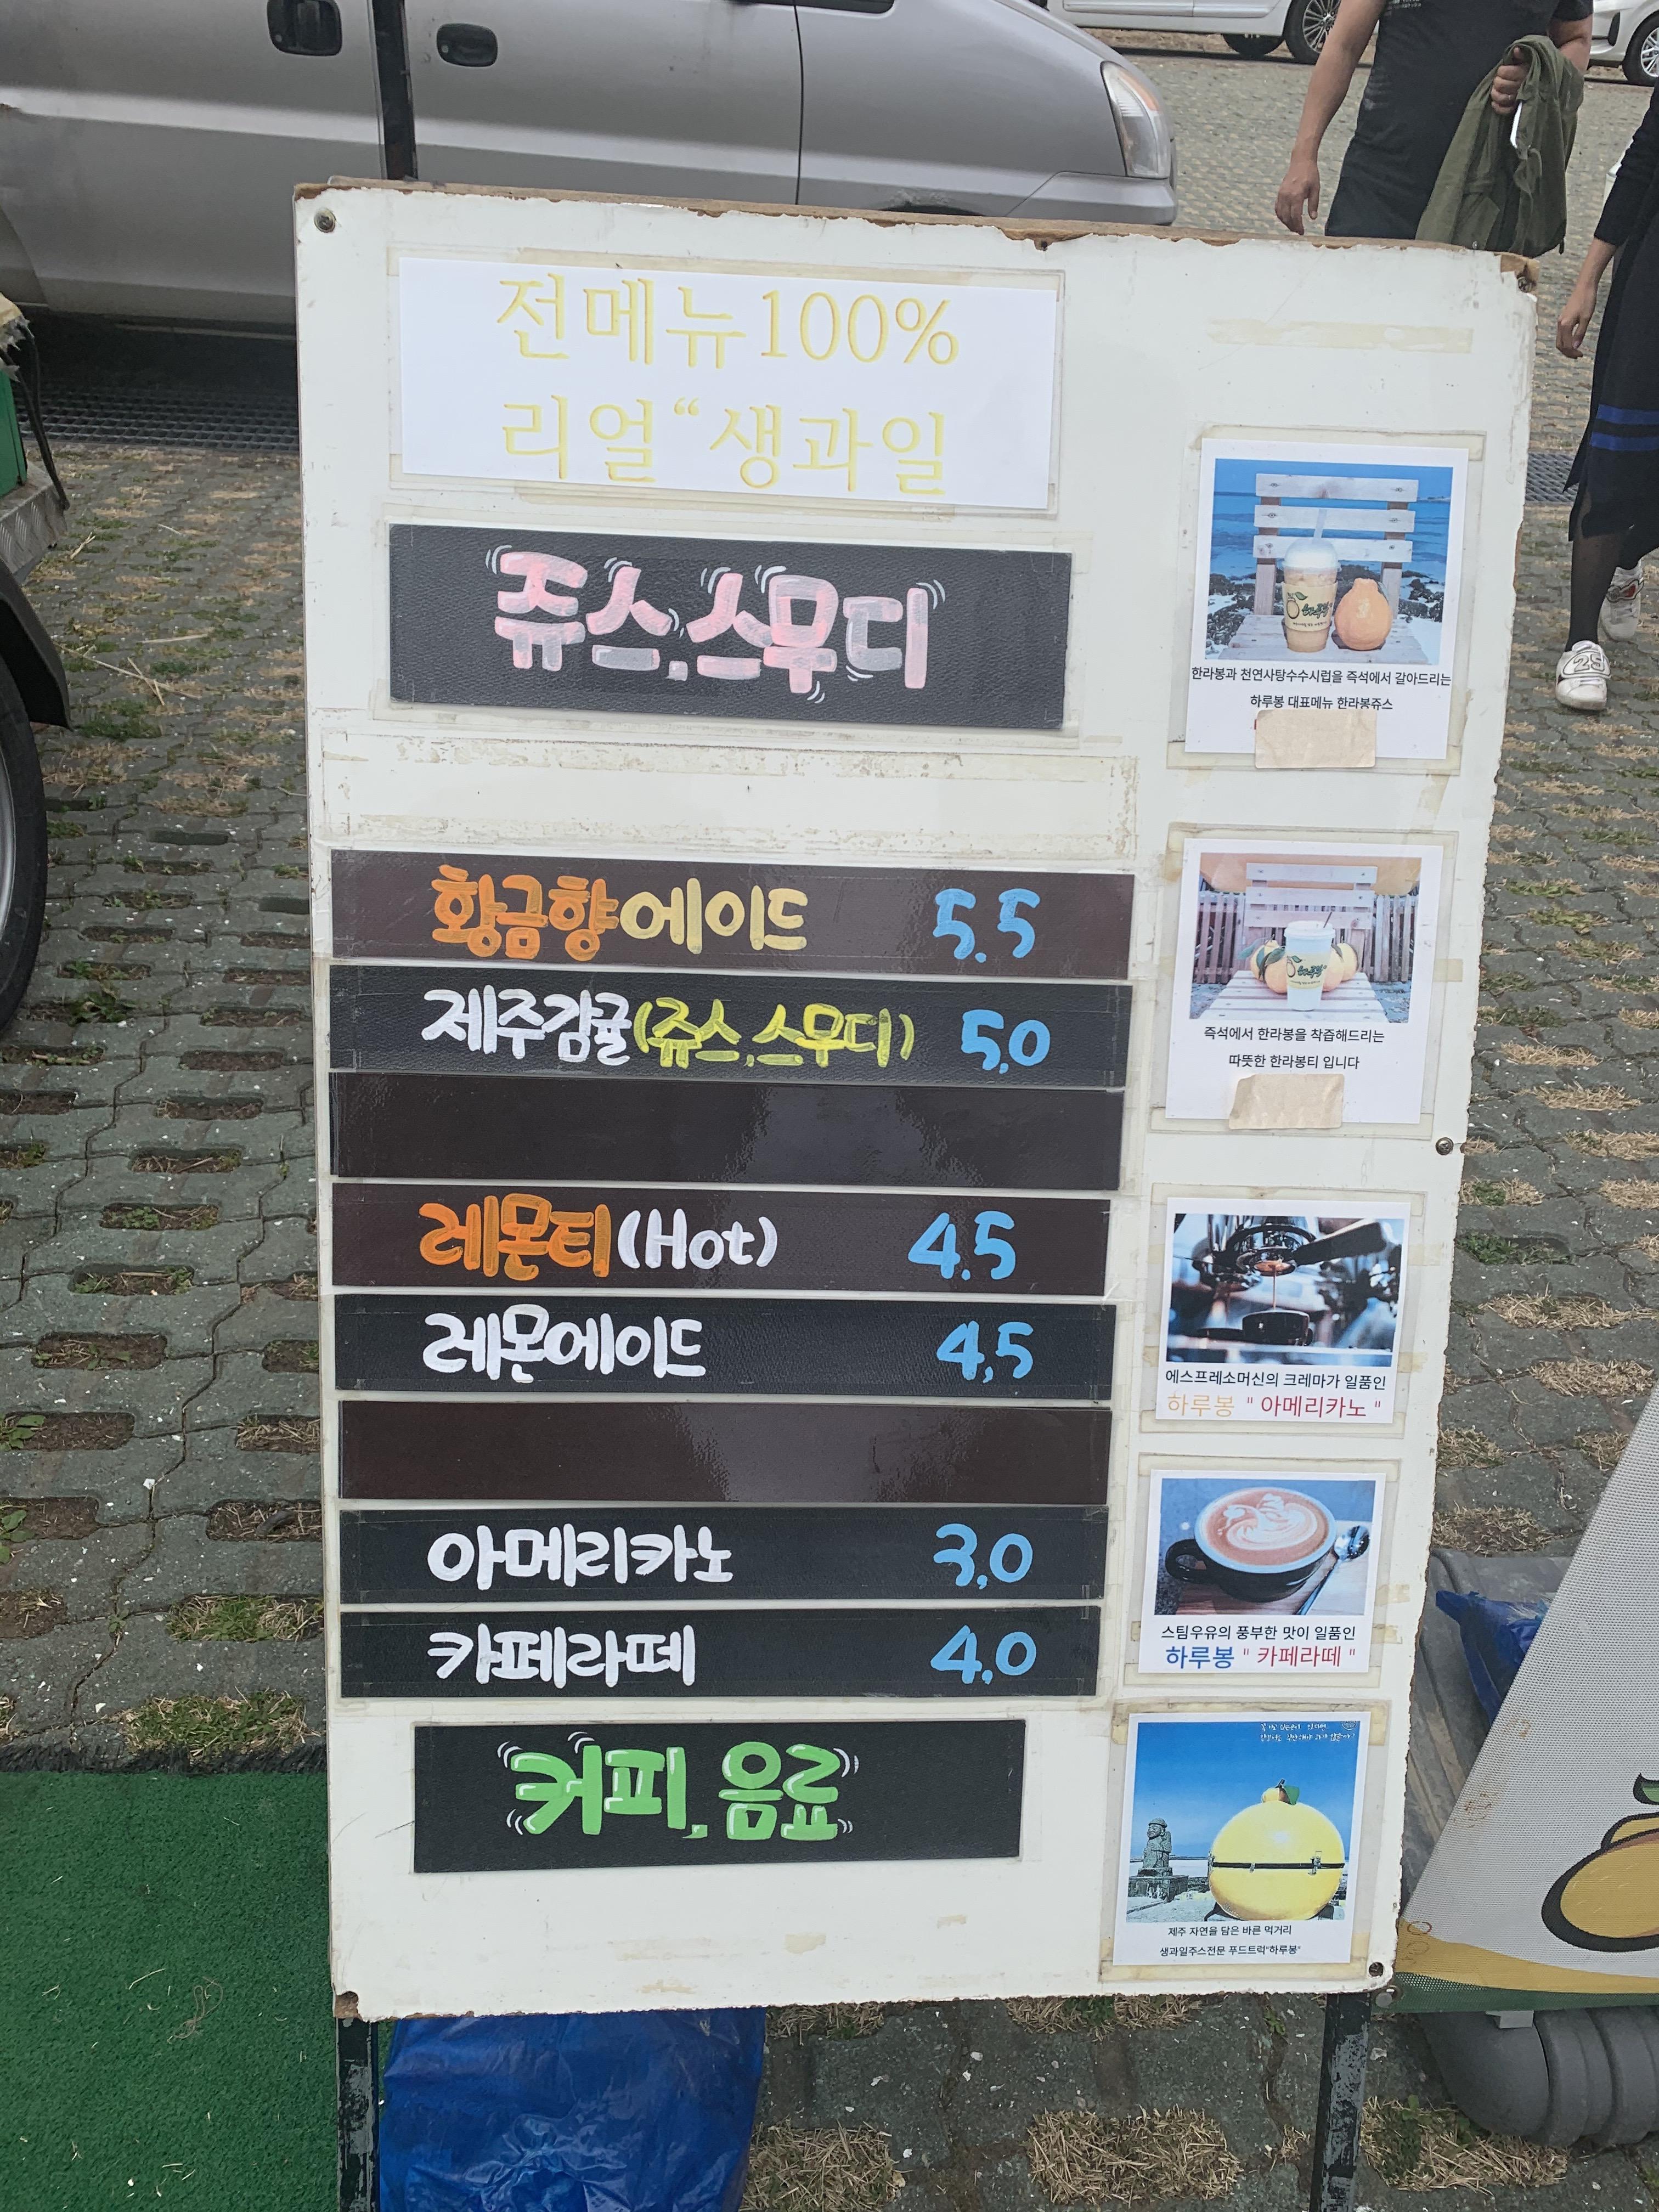 전메뉴100%
리얼“생과일
쥬스.스무디
황금향에이드 5.5
제주감귤(쥬스.스무디) 5,0
레몬티(Hot) 4.5
레몬에이드 4,5
아메리카노 3,0
카페라떼 4,0
커피, 음료
한라봉과 천연사탕수수시럽을 즉석에서 갈아드리는
하루봉 대표메뉴 한라봉쥬스
하루봉
즉석에서 한라봉을 착즙해드리는
따뜻한 한라봉티 입니다
하루봉
에스프레소머신의 크레마가 일품인
하루봉 " 아메리카노 "
스팀우유의 풍부한 맛이 일품인
하루봉 " 카페라떼 "
제주 자연을 담은 바른 먹거리
생과일주스전문 푸드트럭"하루봉"
25